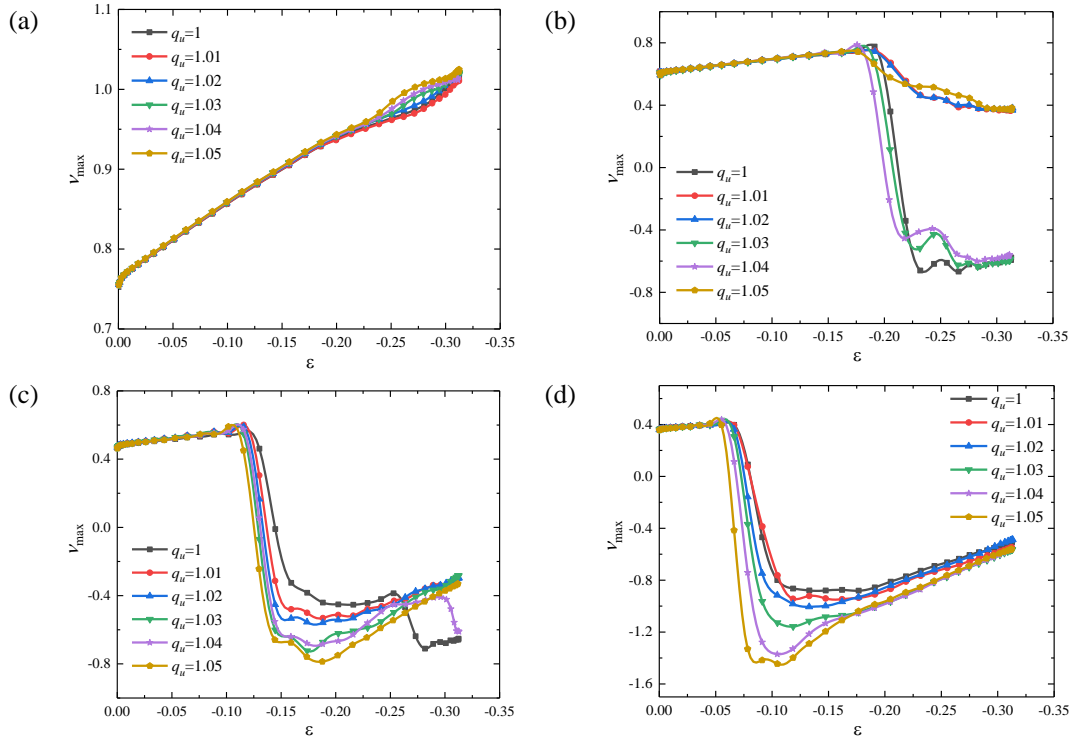 (a)
1.1
1.0
0.9
0.8
0.7
ν_max
q_u=1
q_u=1.01
q_u=1.02
q_u=1.03
q_u=1.04
q_u=1.05
0.00 -0.05 -0.10 -0.15 -0.20 -0.25 -0.30 -0.35
ε
(b)
0.8
0.4
0.0
-0.4
-0.8
ν_max
q_u=1
q_u=1.01
q_u=1.02
q_u=1.03
q_u=1.04
q_u=1.05
0.00 -0.05 -0.10 -0.15 -0.20 -0.25 -0.30 -0.35
ε
(c)
0.8
0.4
0.0
-0.4
-0.8
ν_max
q_u=1
q_u=1.01
q_u=1.02
q_u=1.03
q_u=1.04
q_u=1.05
0.00 -0.05 -0.10 -0.15 -0.20 -0.25 -0.30 -0.35
ε
(d)
0.4
0.0
-0.4
-0.8
-1.2
-1.6
ν_max
q_u=1
q_u=1.01
q_u=1.02
q_u=1.03
q_u=1.04
q_u=1.05
0.00 -0.05 -0.10 -0.15 -0.20 -0.25 -0.30 -0.35
ε